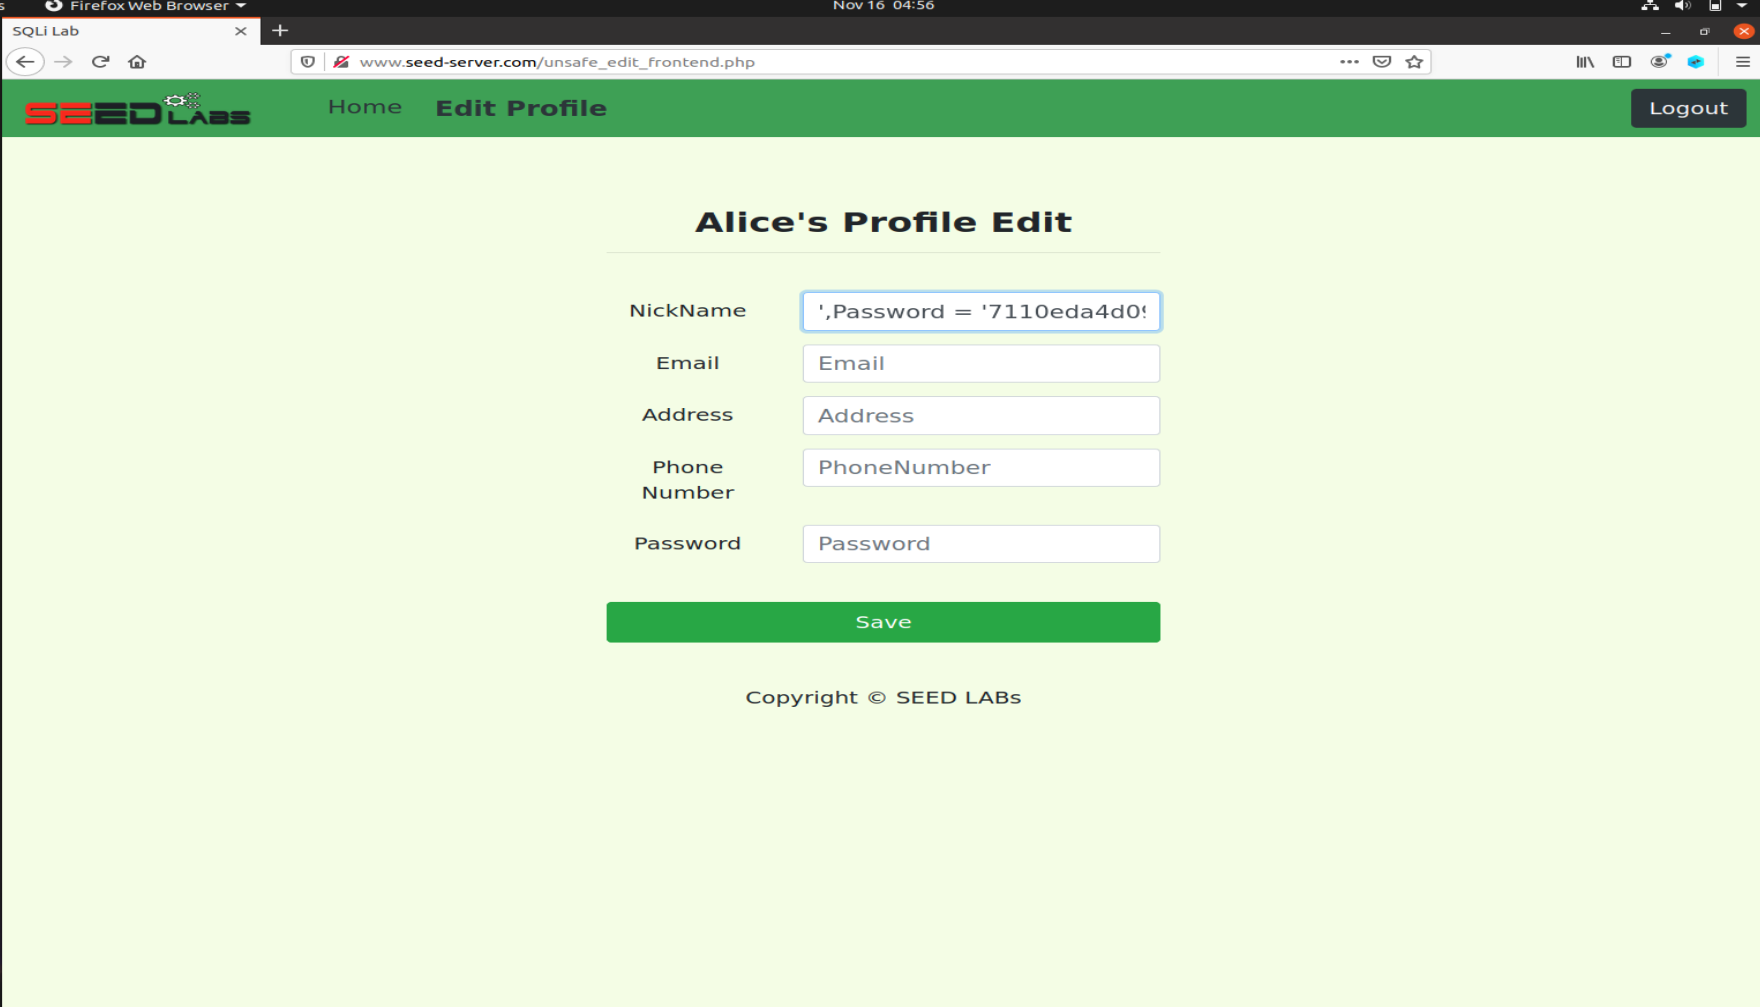 Firefox Web Browser
Nov 16 04:56
SQLi Lab
www.seed-server.com/unsafe_edit_frontend.php
SEED LABS
Home
Edit Profile
Logout
Alice's Profile Edit
NickName
',Password = '7110eda4d09
Email
Email
Address
Address
Phone
Number
PhoneNumber
Password
Password
Save
Copyright © SEED LABs